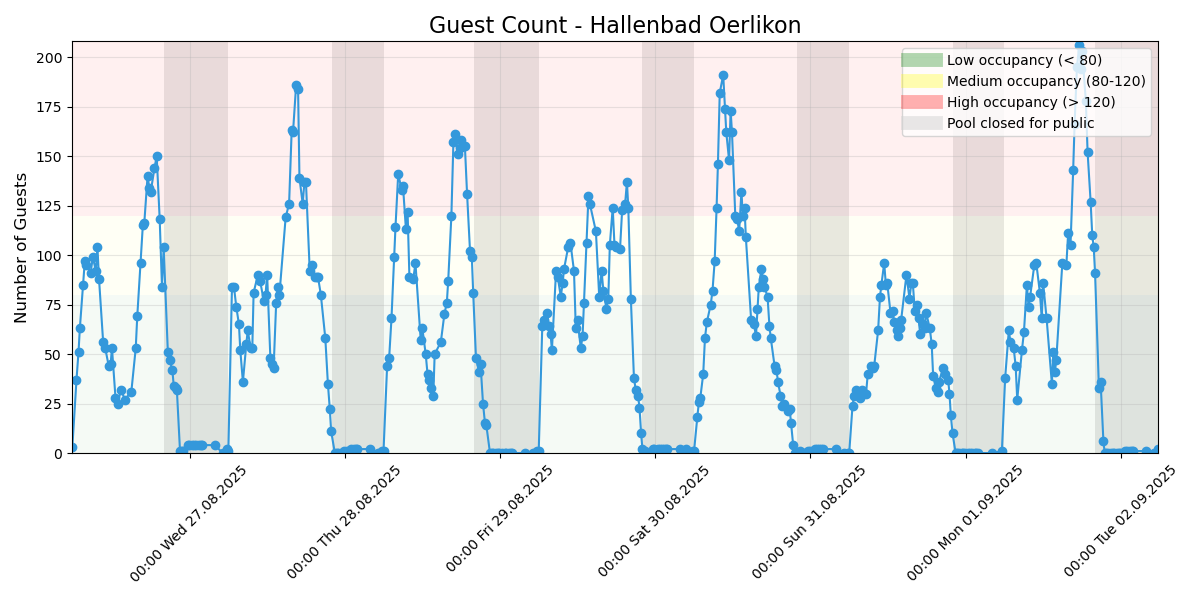 Guest Count - Hallenbad Oerlikon
Number of Guests
200
175
150
125
100
75
50
25
0
Low occupancy (< 80)
Medium occupancy (80-120)
High occupancy (> 120)
Pool closed for public
00:00 Wed 27.08.2025
00:00 Thu 28.08.2025
00:00 Fri 29.08.2025
00:00 Sat 30.08.2025
00:00 Sun 31.08.2025
00:00 Mon 01.09.2025
00:00 Tue 02.09.2025